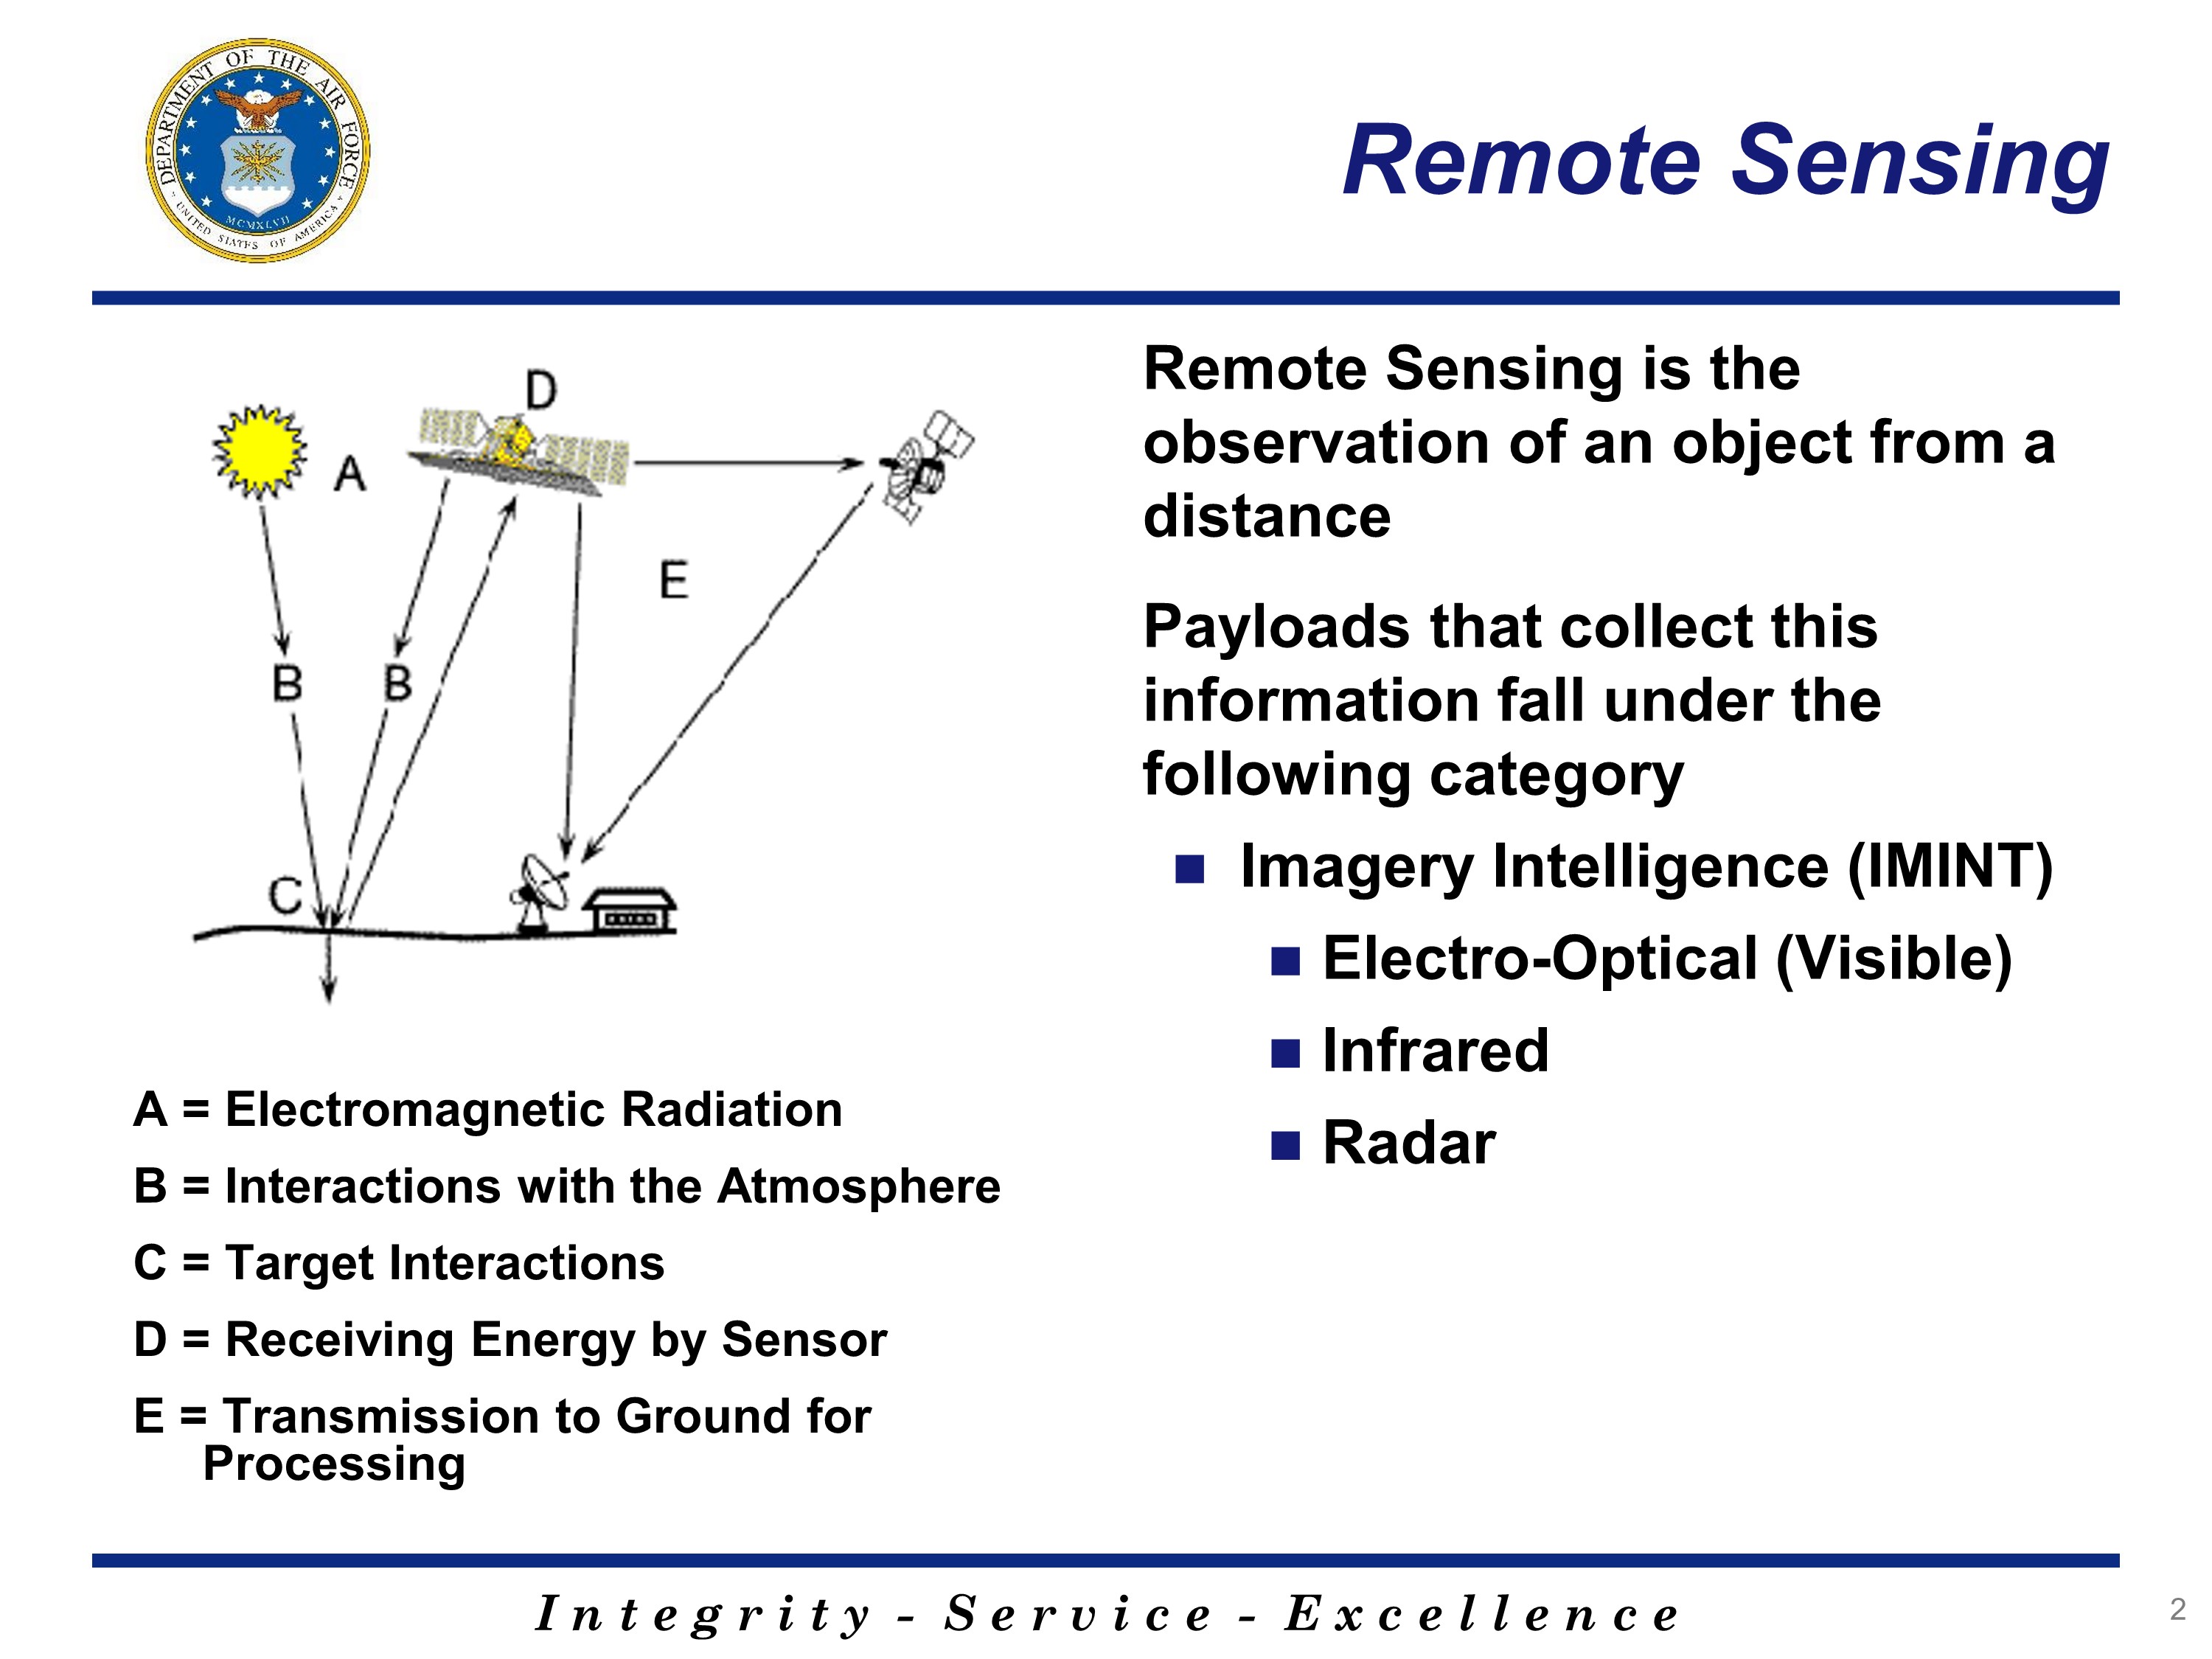 DEPARTMENT OF THE AIR FORCE
UNITED STATES OF AMERICA
MCMXLVII
Remote Sensing
D
A
E
B
B
C
A = Electromagnetic Radiation
B = Interactions with the Atmosphere
C = Target Interactions
D = Receiving Energy by Sensor
E = Transmission to Ground for
Processing
Remote Sensing is the
observation of an object from a
distance
Payloads that collect this
information fall under the
following category
Imagery Intelligence (IMINT)
Electro-Optical (Visible)
Infrared
Radar
Integrity - Service - Excellence
2